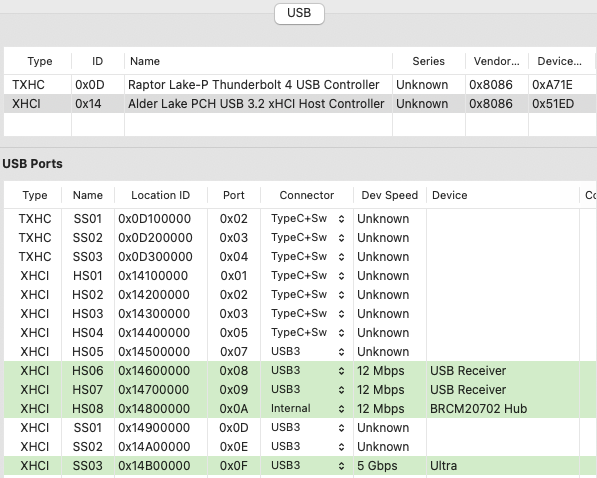 USB
Type ID Name Series Vendor... Device...
TXHC 0x0D Raptor Lake-P Thunderbolt 4 USB Controller Unknown 0x8086 0xA71E
XHCI 0x14 Alder Lake PCH USB 3.2 xHCI Host Controller Unknown 0x8086 0x51ED
USB Ports
Type Name Location ID Port Connector Dev Speed Device Co
TXHC SS01 0x0D100000 0x02 TypeC+Sw Unknown
TXHC SS02 0x0D200000 0x03 TypeC+Sw Unknown
TXHC SS03 0x0D300000 0x04 TypeC+Sw Unknown
XHCI HS01 0x14100000 0x01 TypeC+Sw Unknown
XHCI HS02 0x14200000 0x02 TypeC+Sw Unknown
XHCI HS03 0x14300000 0x03 TypeC+Sw Unknown
XHCI HS04 0x14400000 0x05 TypeC+Sw Unknown
XHCI HS05 0x14500000 0x07 USB3 Unknown
XHCI HS06 0x14600000 0x08 USB3 12 Mbps USB Receiver
XHCI HS07 0x14700000 0x09 USB3 12 Mbps USB Receiver
XHCI HS08 0x14800000 0x0A Internal 12 Mbps BRCM20702 Hub
XHCI SS01 0x14900000 0x0D USB3 Unknown
XHCI SS02 0x14A00000 0x0E USB3 Unknown
XHCI SS03 0x14B00000 0x0F USB3 5 Gbps Ultra